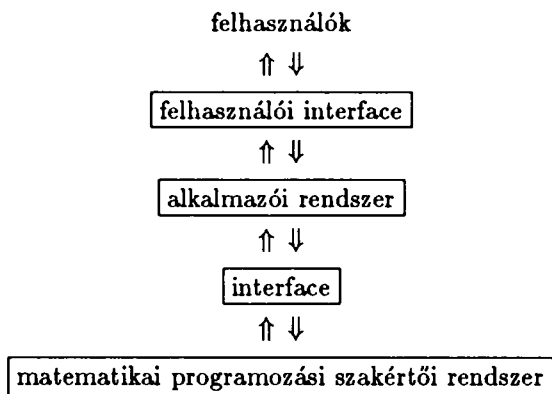 felhasználók
⇑ ⇓
felhasználói interface
⇑ ⇓
alkalmazói rendszer
⇑ ⇓
interface
⇑ ⇓
matematikai programozási szakértői rendszer